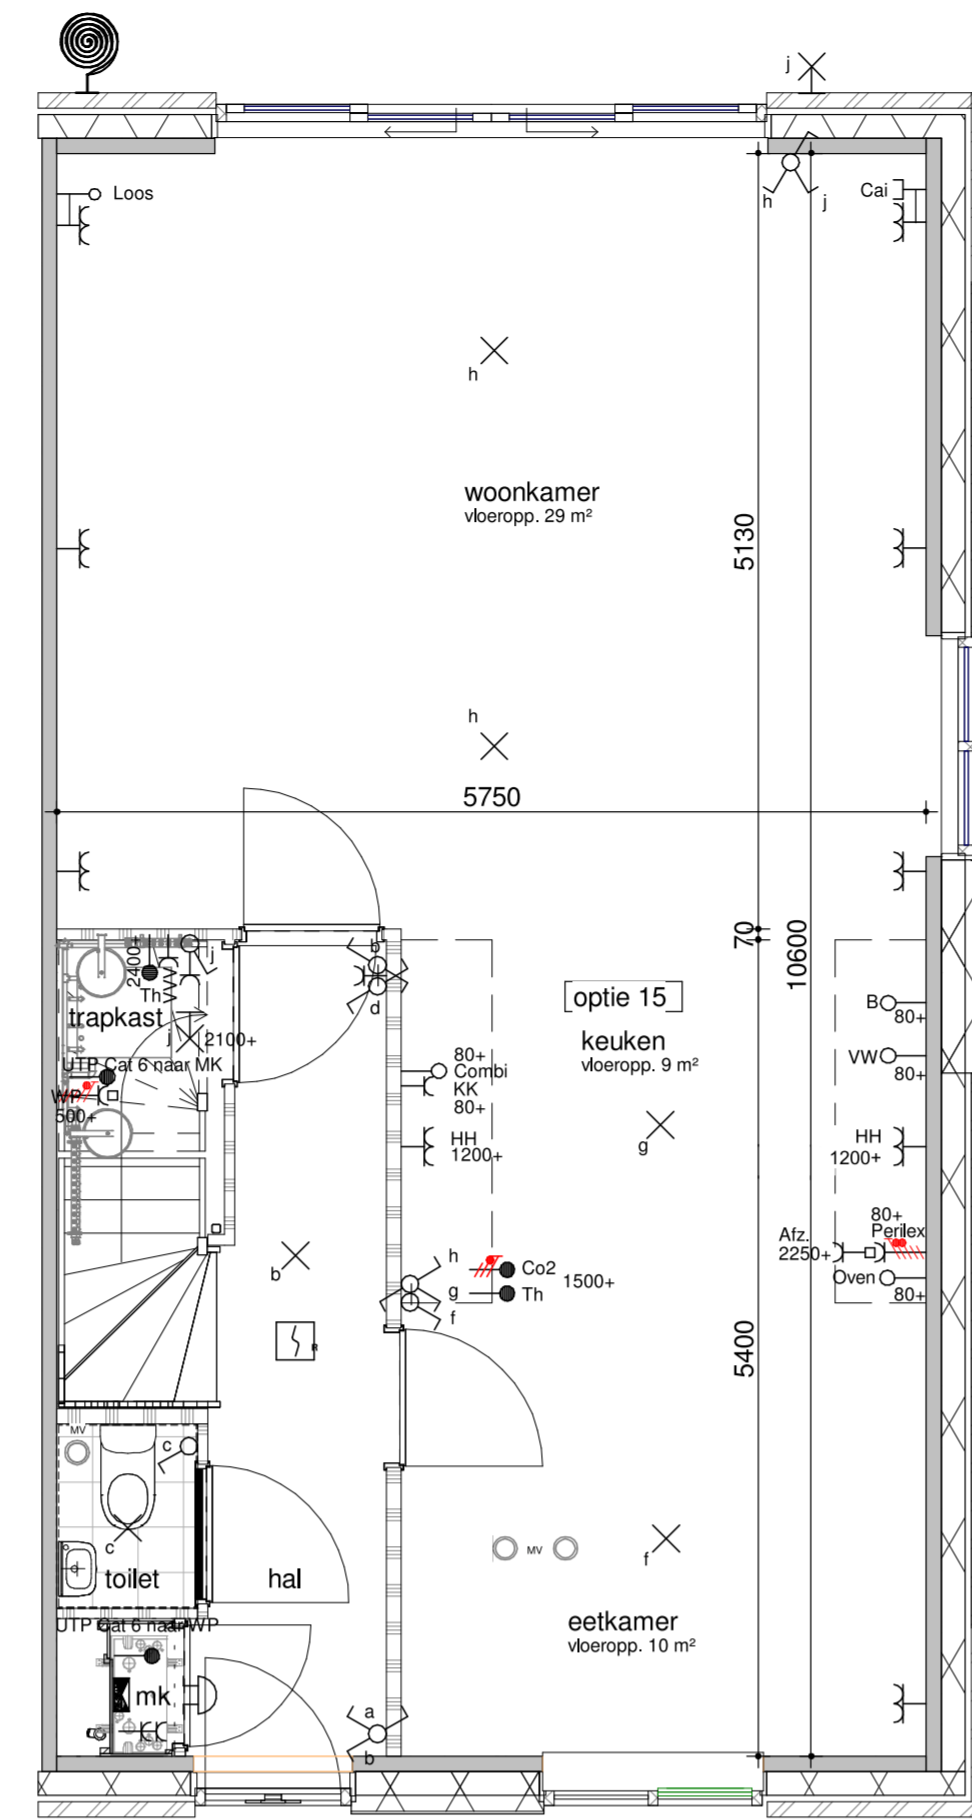 j
Loos
Cai
h
j
h
woonkamer
vloeropp. 29 m²
5130
h
5750
70
10600
b
d
2400+
Th
j
trapkast
j
2100+
UTP Cat 6 naar MK
WP
500+
optie 15
keuken
vloeropp. 9 m²
B
80+
VW
80+
80+
Combi
KK
80+
HH
1200+
g
HH
1200+
80+
Perilex
Afz.
2250+
Oven
80+
b
h
g
f
Co2
Th
1500+
5400
MV
c
c
toilet
hal
MV
f
UTP Cat 6 naar WP
eetkamer
vloeropp. 10 m²
mk
a
b